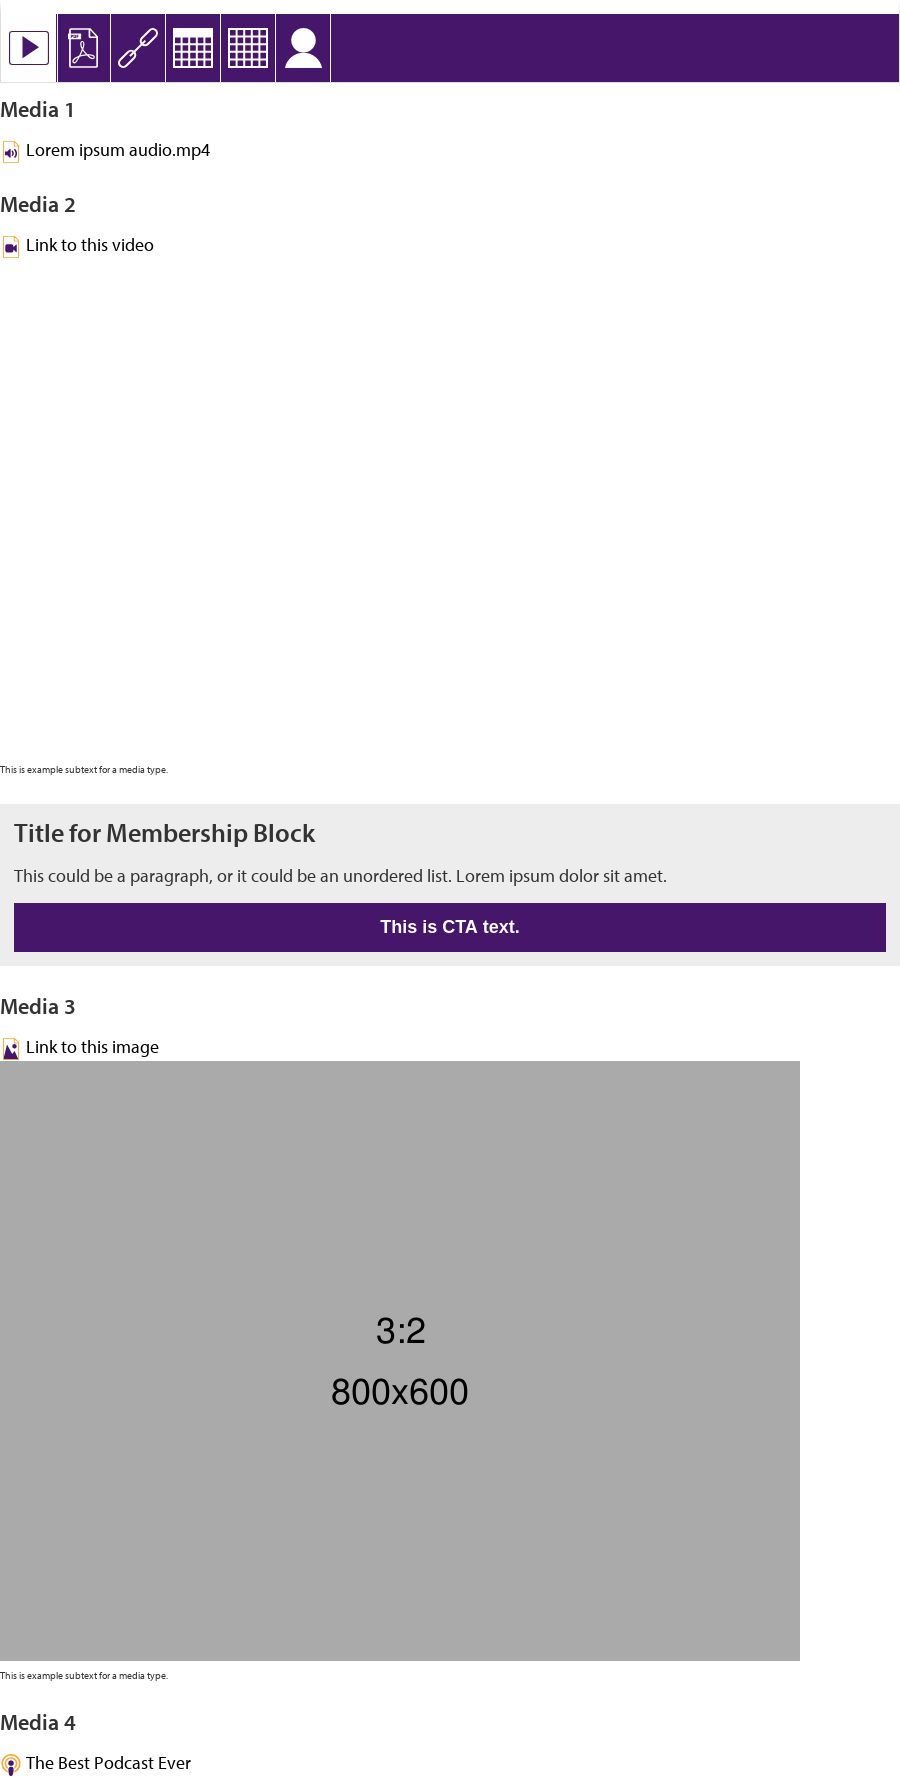 PDF
Media 1
Lorem ipsum audio.mp4
Media 2
Link to this video
This is example subtext for a media type.
Title for Membership Block
This could be a paragraph, or it could be an unordered list. Lorem ipsum dolor sit amet.
This is CTA text.
Media 3
Link to this image
3:2
800x600
This is example subtext for a media type.
Media 4
The Best Podcast Ever